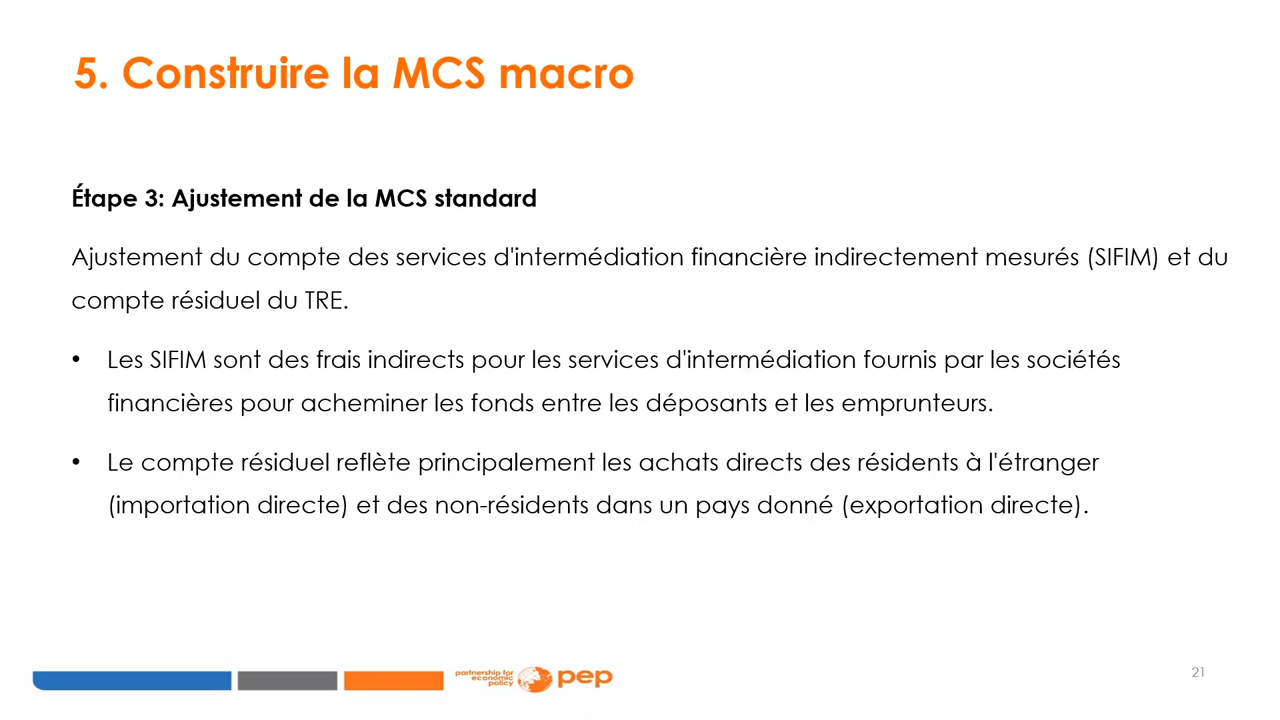 5. Construire la MCS macro
Étape 3: Ajustement de la MCS standard
Ajustement du compte des services d'intermédiation financière indirectement mesurés (SIFIM) et du
compte résiduel du TRE.
• Les SIFIM sont des frais indirects pour les services d'intermédiation fournis par les sociétés
financières pour acheminer les fonds entre les déposants et les emprunteurs.
• Le compte résiduel reflète principalement les achats directs des résidents à l'étranger
(importation directe) et des non-résidents dans un pays donné (exportation directe).
partnership for
economic
policy
pep
21